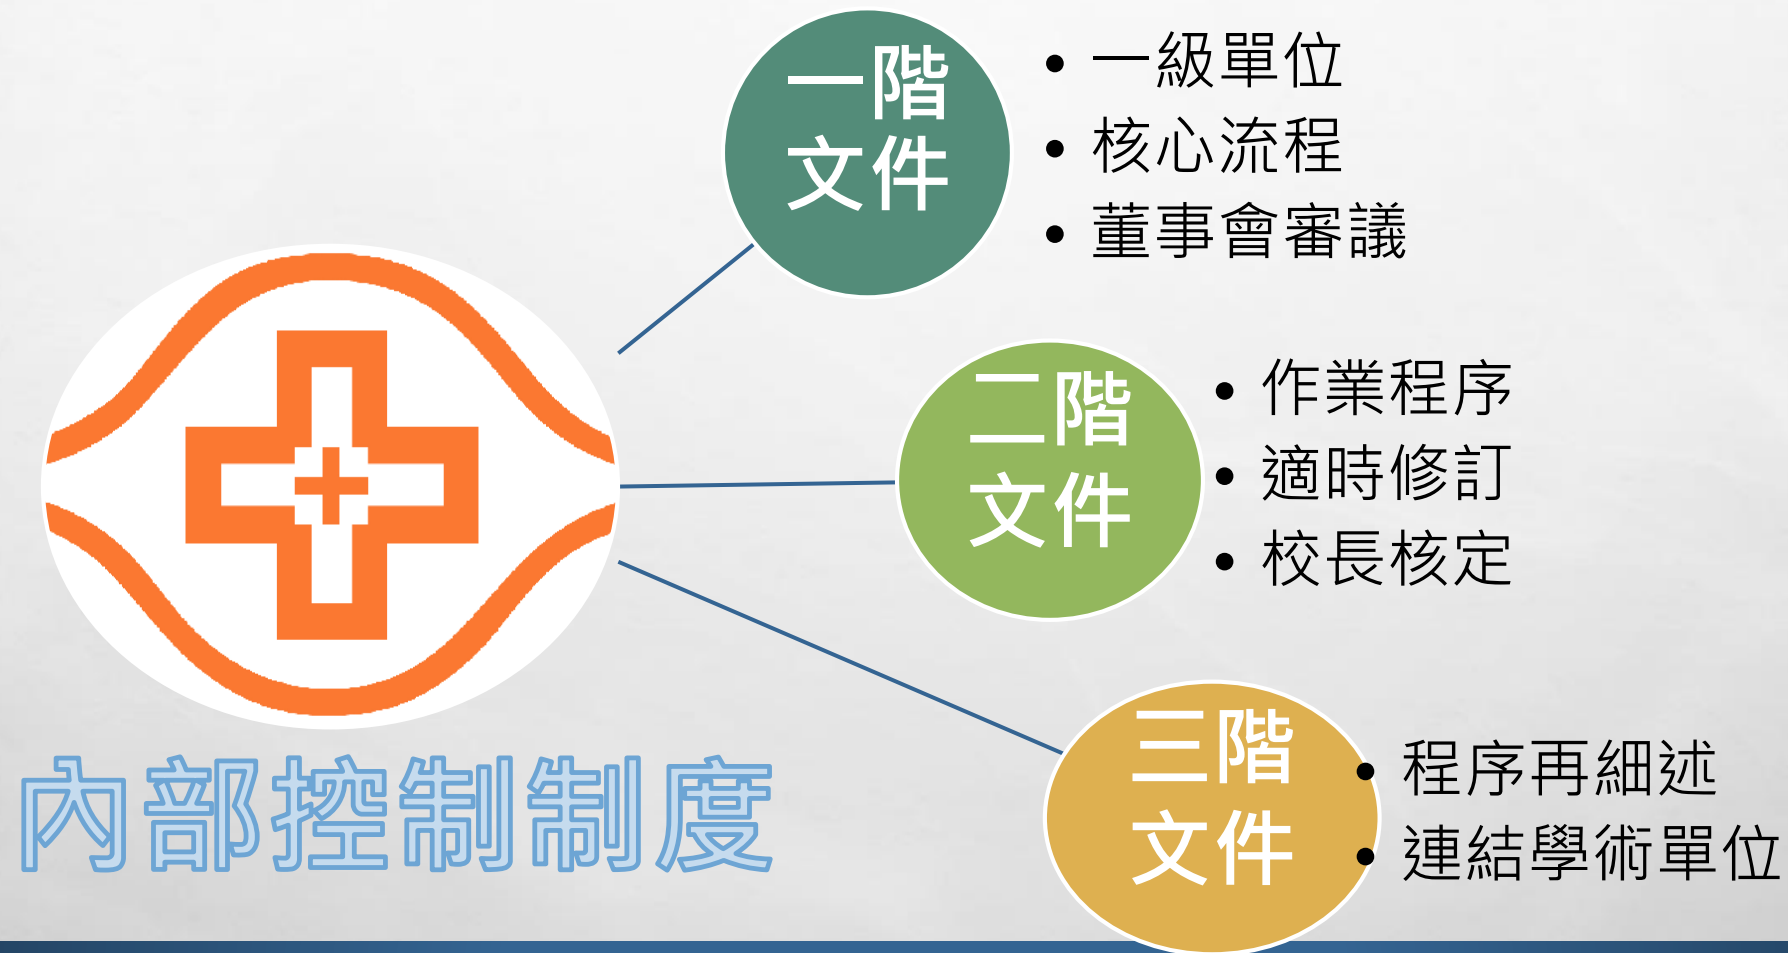 一階
文件
• 一級單位
• 核心流程
• 董事會審議
二階
文件
• 作業程序
• 適時修訂
• 校長核定
三階
文件
• 程序再細述
• 連結學術單位
內部控制制度